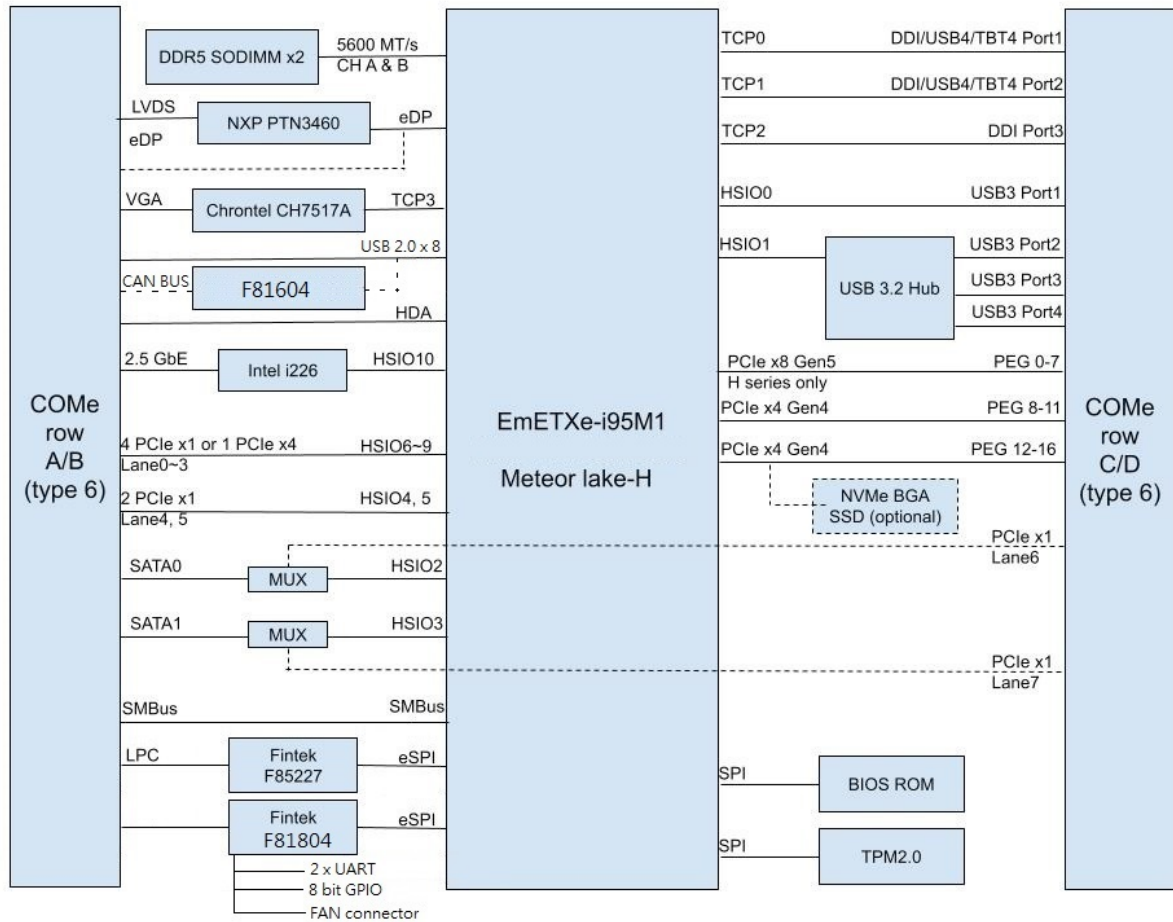 COMe
row
A/B
(type 6)
DDR5 SODIMM x2
5600 MT/s
CH A & B
LVDS
eDP
NXP PTN3460
eDP
VGA
Chrontel CH7517A
TCP3
USB 2.0 x 8
CAN BUS
F81604
HDA
2.5 GbE
Intel i226
HSIO10
4 PCIe x1 or 1 PCIe x4
Lane0~3
HSIO6~9
2 PCIe x1
Lane4, 5
HSIO4, 5
SATA0
MUX
HSIO2
SATA1
MUX
HSIO3
SMBus
SMBus
LPC
Fintek
F85227
eSPI
Fintek
F81804
eSPI
2 x UART
8 bit GPIO
FAN connector
EmETXe-i95M1
Meteor lake-H
TCP0
DDI/USB4/TBT4 Port1
TCP1
DDI/USB4/TBT4 Port2
TCP2
DDI Port3
HSIO0
USB3 Port1
HSIO1
USB 3.2 Hub
USB3 Port2
USB3 Port3
USB3 Port4
PCIe x8 Gen5
H series only
PEG 0-7
PCIe x4 Gen4
PEG 8-11
PCIe x4 Gen4
PEG 12-16
NVMe BGA
SSD (optional)
PCIe x1
Lane6
PCIe x1
Lane7
SPI
BIOS ROM
SPI
TPM2.0
COMe
row
C/D
(type 6)